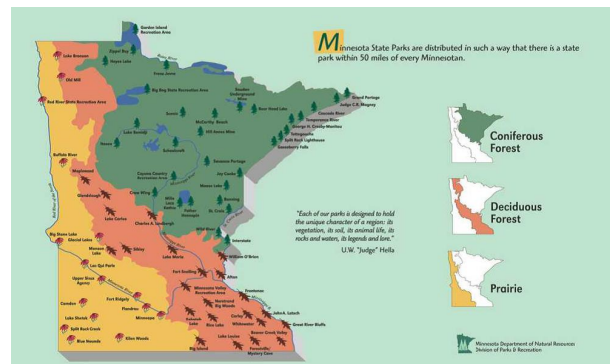 Garden Island
Recreation Area
Zippel Bay
Hayes Lake
Franz Jevne
Lake Bronson
Old Mill
Big Bog State Recreation Area
Red River State Recreation Area
Soudan
Underground
Mine
Bear Head Lake
Grand Portage
Judge C.R. Magney
Cascade River
Temperance River
George H. Crosby-Manitou
Tettegouche
Split Rock Lighthouse
Gooseberry Falls
Scenic
McCarthy Beach
Lake Bemidji
Hill Annex Mine
Itasca
Schoolcraft
Buffalo River
Savanna Portage
Maplewood
Cuyuna Country
Recreation Area
Jay Cooke
Moose Lake
Glendalough
Crow Wing
Mille
Lacs
Kathio
Father
Hennepin
Banning
St. Croix
Lake Carlos
Charles A. Lindbergh
Wild River
Interstate
Big Stone Lake
Glacial Lakes
Monson
Lake
Sibley
Lake Maria
William O'Brien
Lac Qui Parle
Fort Snelling
Afton
Upper Sioux
Agency
Minnesota Valley
Recreation Area
Frontenac
Fort Ridgely
Nerstrand
Big Woods
John A. Latsch
Camden
Flandrau
Carley
Great River Bluffs
Minneopa
Sakatah
Lake
Rice Lake
Whitewater
Lake Shetek
Beaver Creek Valley
Split Rock Creek
Kilen Woods
Lake Louise
Blue Mounds
Big Island
Forestville/
Mystery Cave
Minnesota State Parks are distributed in such a way that there is a state
park within 50 miles of every Minnesotan.
"Each of our parks is designed to hold
the unique character of a region: its
vegetation, its soil, its animal life, its
rocks and waters, its legends and lore."
U.W. "Judge" Hella
Coniferous
Forest
Deciduous
Forest
Prairie
Minnesota Department of Natural Resources
Division of Parks & Recreation